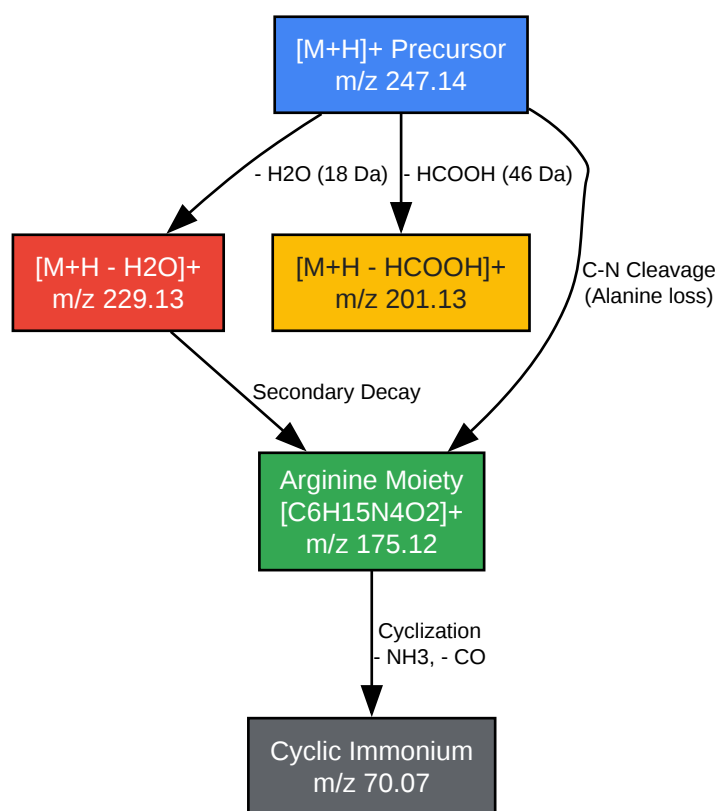 [M+H]+ Precursor
m/z 247.14
- H2O (18 Da)
- HCOOH (46 Da)
[M+H - H2O]+
m/z 229.13
[M+H - HCOOH]+
m/z 201.13
C-N Cleavage
(Alanine loss)
Secondary Decay
Arginine Moiety
[C6H15N4O2]+
m/z 175.12
Cyclization
- NH3, - CO
Cyclic Immonium
m/z 70.07